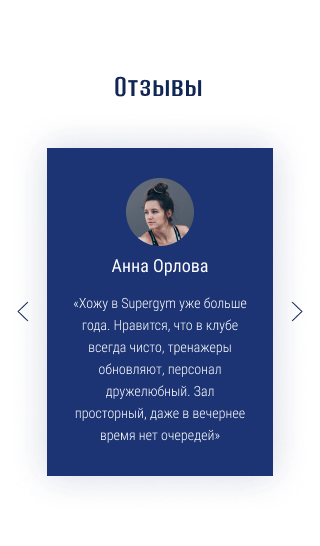 Отзывы
Анна Орлова
«Хожу в Supergym уже больше
года. Нравится, что в клубе
всегда чисто, тренажеры
обновляют, персонал
дружелюбный. Зал
просторный, даже в вечернее
время нет очередей»